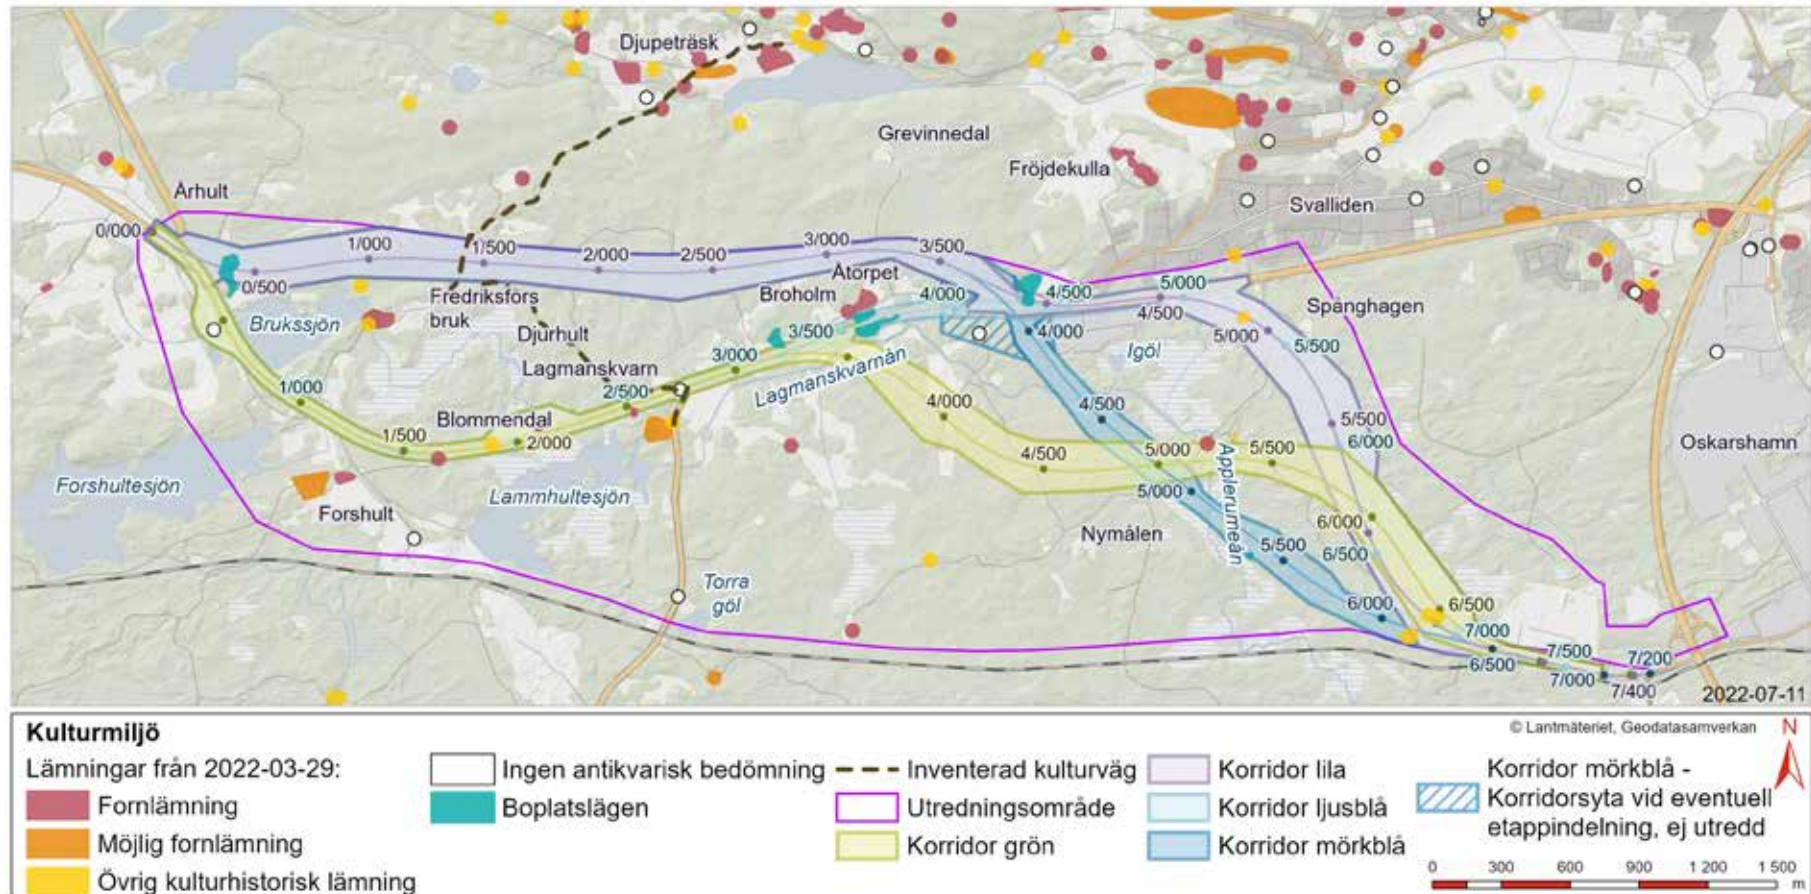 Djupeträsk
Grevinnedal
Fröjdekulla
Svalliden
Århult
0/000
1/000
1/500
2/000
2/500
3/000
3/500
0/500
Åtorpet
Broholm
4/000
4/500
5/000
Spånghagen
Fredriksfors
bruk
Brukssjön
Djurhult
3/500
4/000
4/500
5/000
5/500
Igöl
Lagmanskvarn
3/000
Lagmanskvarnån
1/000
2/500
Blommendal
4/000
4/500
5/500
6/000
Oskarshamn
1/500
2/000
4/500
5/000
5/500
Applerumeån
Forshultesjön
Lammhultesjön
5/000
Forshult
Nymålen
6/000
5/500
6/500
Torra
göl
6/000
6/500
7/000
7/500
7/200
6/500
7/000
7/400
2022-07-11
Kulturmiljö
© Lantmäteriet, Geodatasamverkan
N
Lämningar från 2022-03-29:
Fornlämning
Möjlig fornlämning
Övrig kulturhistorisk lämning
Ingen antikvarisk bedömning
Boplatslägen
Inventerad kulturväg
Utredningsområde
Korridor grön
Korridor lila
Korridor ljusblå
Korridor mörkblå
Korridor mörkblå -
Korridorsyta vid eventuell
etappindelning, ej utredd
0 300 600 900 1 200 1 500
m